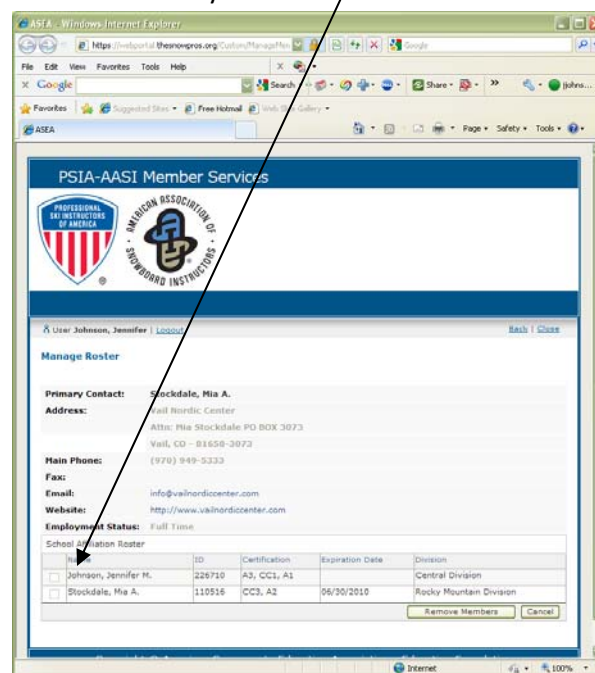 ASEA - Windows Internet Explorer
https://webportal.thesnowpros.org/Custom/ManageMem
Google
File Edit View Favorites Tools Help
x Google Search Share >> jjohns...
Favorites Suggested Sites Free Hotmail Web Slice Gallery
ASEA Page Safety Tools
PSIA-AASI Member Services
PROFESSIONAL
SKI INSTRUCTORS
OF AMERICA
AMERICAN ASSOCIATION OF SNOWBOARD INSTRUCTORS
User Johnson, Jennifer | Logout Back | Close
Manage Roster
Primary Contact: Stockdale, Mia A.
Address: Vail Nordic Center
Attn: Mia Stockdale PO BOX 3073
Vail, CO - 81658-3073
Main Phone: (970) 949-5333
Fax:
Email: info@vailnordiccenter.com
Website: http://www.vailnordiccenter.com
Employment Status: Full Time
School Affiliation Roster
Name ID Certification Expiration Date Division
Johnson, Jennifer M. 226710 A3, CC1, A1 Central Division
Stockdale, Mia A. 110516 CC3, A2 06/30/2010 Rocky Mountain Division
Remove Members Cancel
Internet 100%